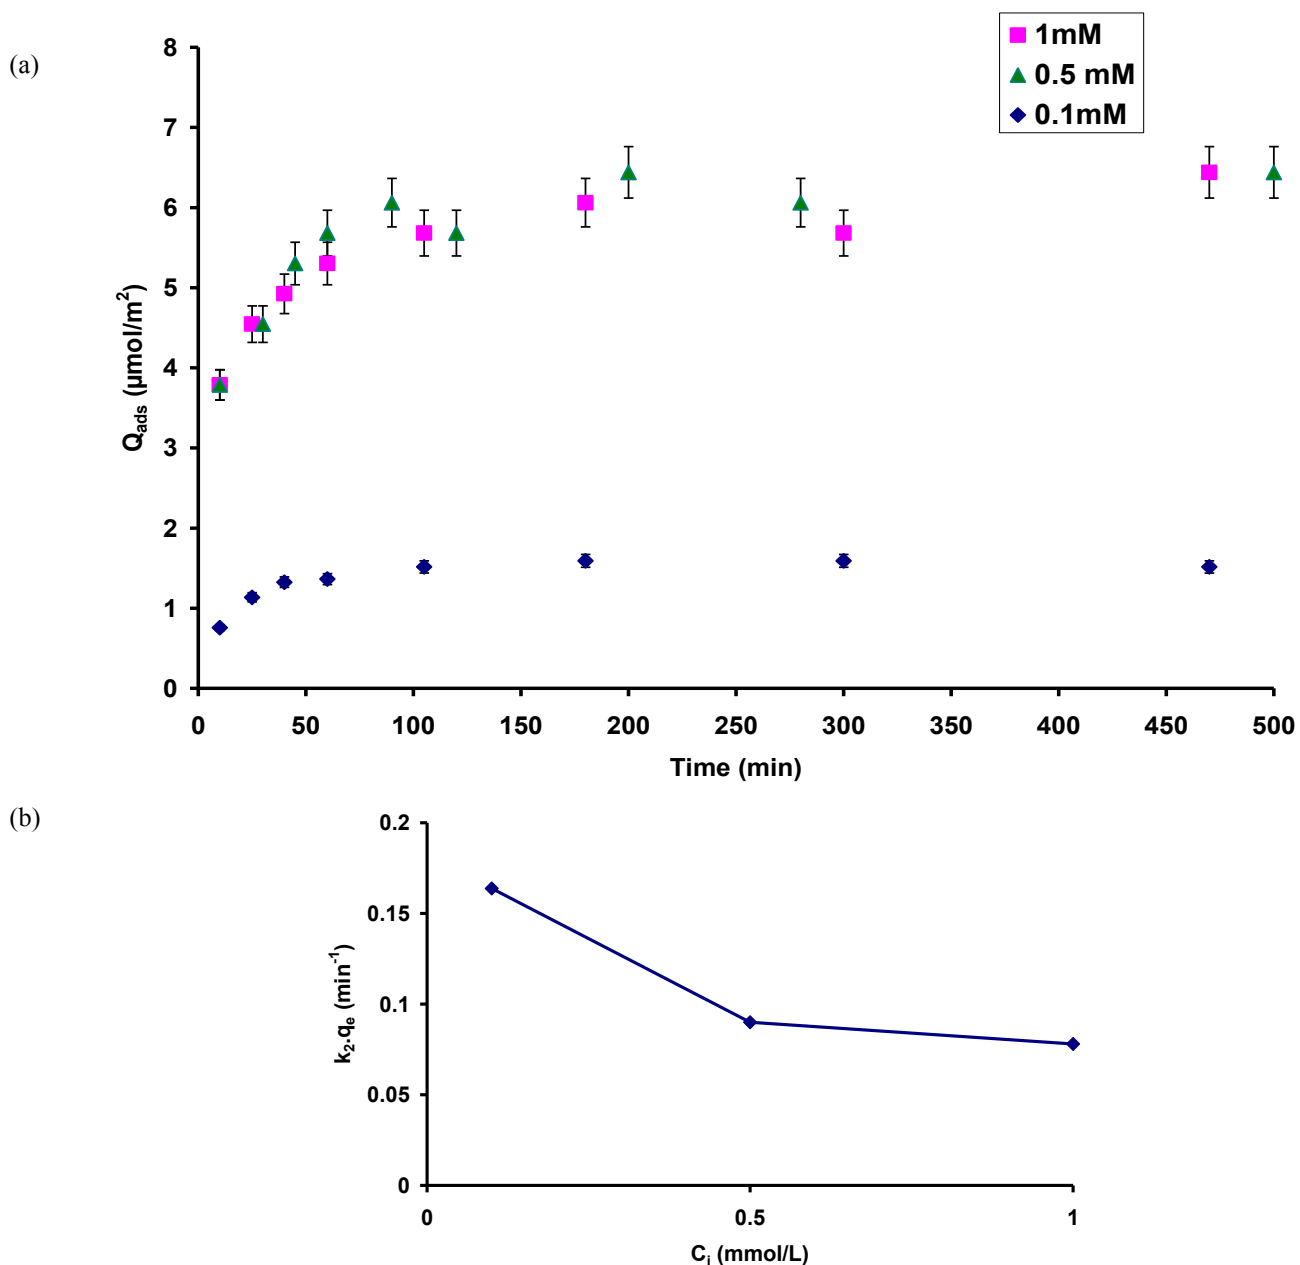 (a)
1mM
0.5 mM
0.1mM
8
7
6
5
4
3
2
1
0
Qads (µmol/m²)
0 50 100 150 200 250 300 350 400 450 500
Time (min)
(b)
0.2
0.15
0.1
0.05
0
k₂.qₑ (min⁻¹)
0 0.5 1
Cᵢ (mmol/L)